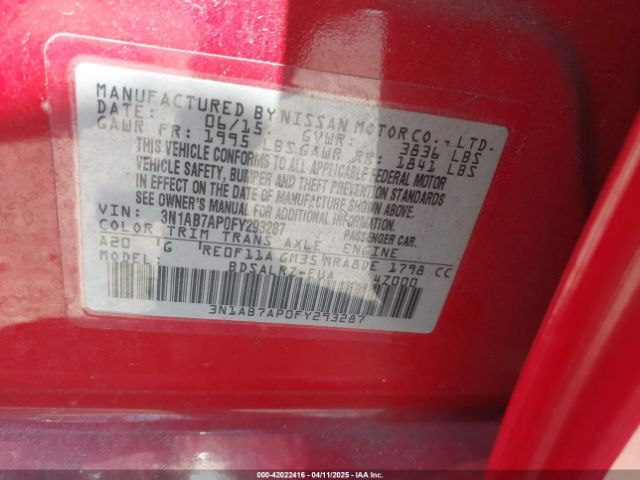 MANUFACTURED BY NISSAN MOTOR CO., LTD.
DATE: 06/15 GVWR: 3836 LBS
GAWR FR: 1995 LBS GAWR RR: 1841 LBS
THIS VEHICLE CONFORMS TO ALL APPLICABLE FEDERAL MOTOR
VEHICLE SAFETY, BUMPER AND THEFT PREVENTION STANDARDS
IN EFFECT ON THE DATE OF MANUFACTURE SHOWN ABOVE.
SEE OWNER'S MANUAL FOR ADDITIONAL INFORMATION.
VIN: 3N1AB7AP0FY293287 PASSENGER CAR.
COLOR TRIM TRANS AXLE ENGINE
A20 G RE0F11A GM35 MRA8DE 1798 CC
MODEL: BDSALRZ-EUA 4Z000
3N1AB7AP0FY293287
000-42022416 - 04/11/2025 - IAA Inc.